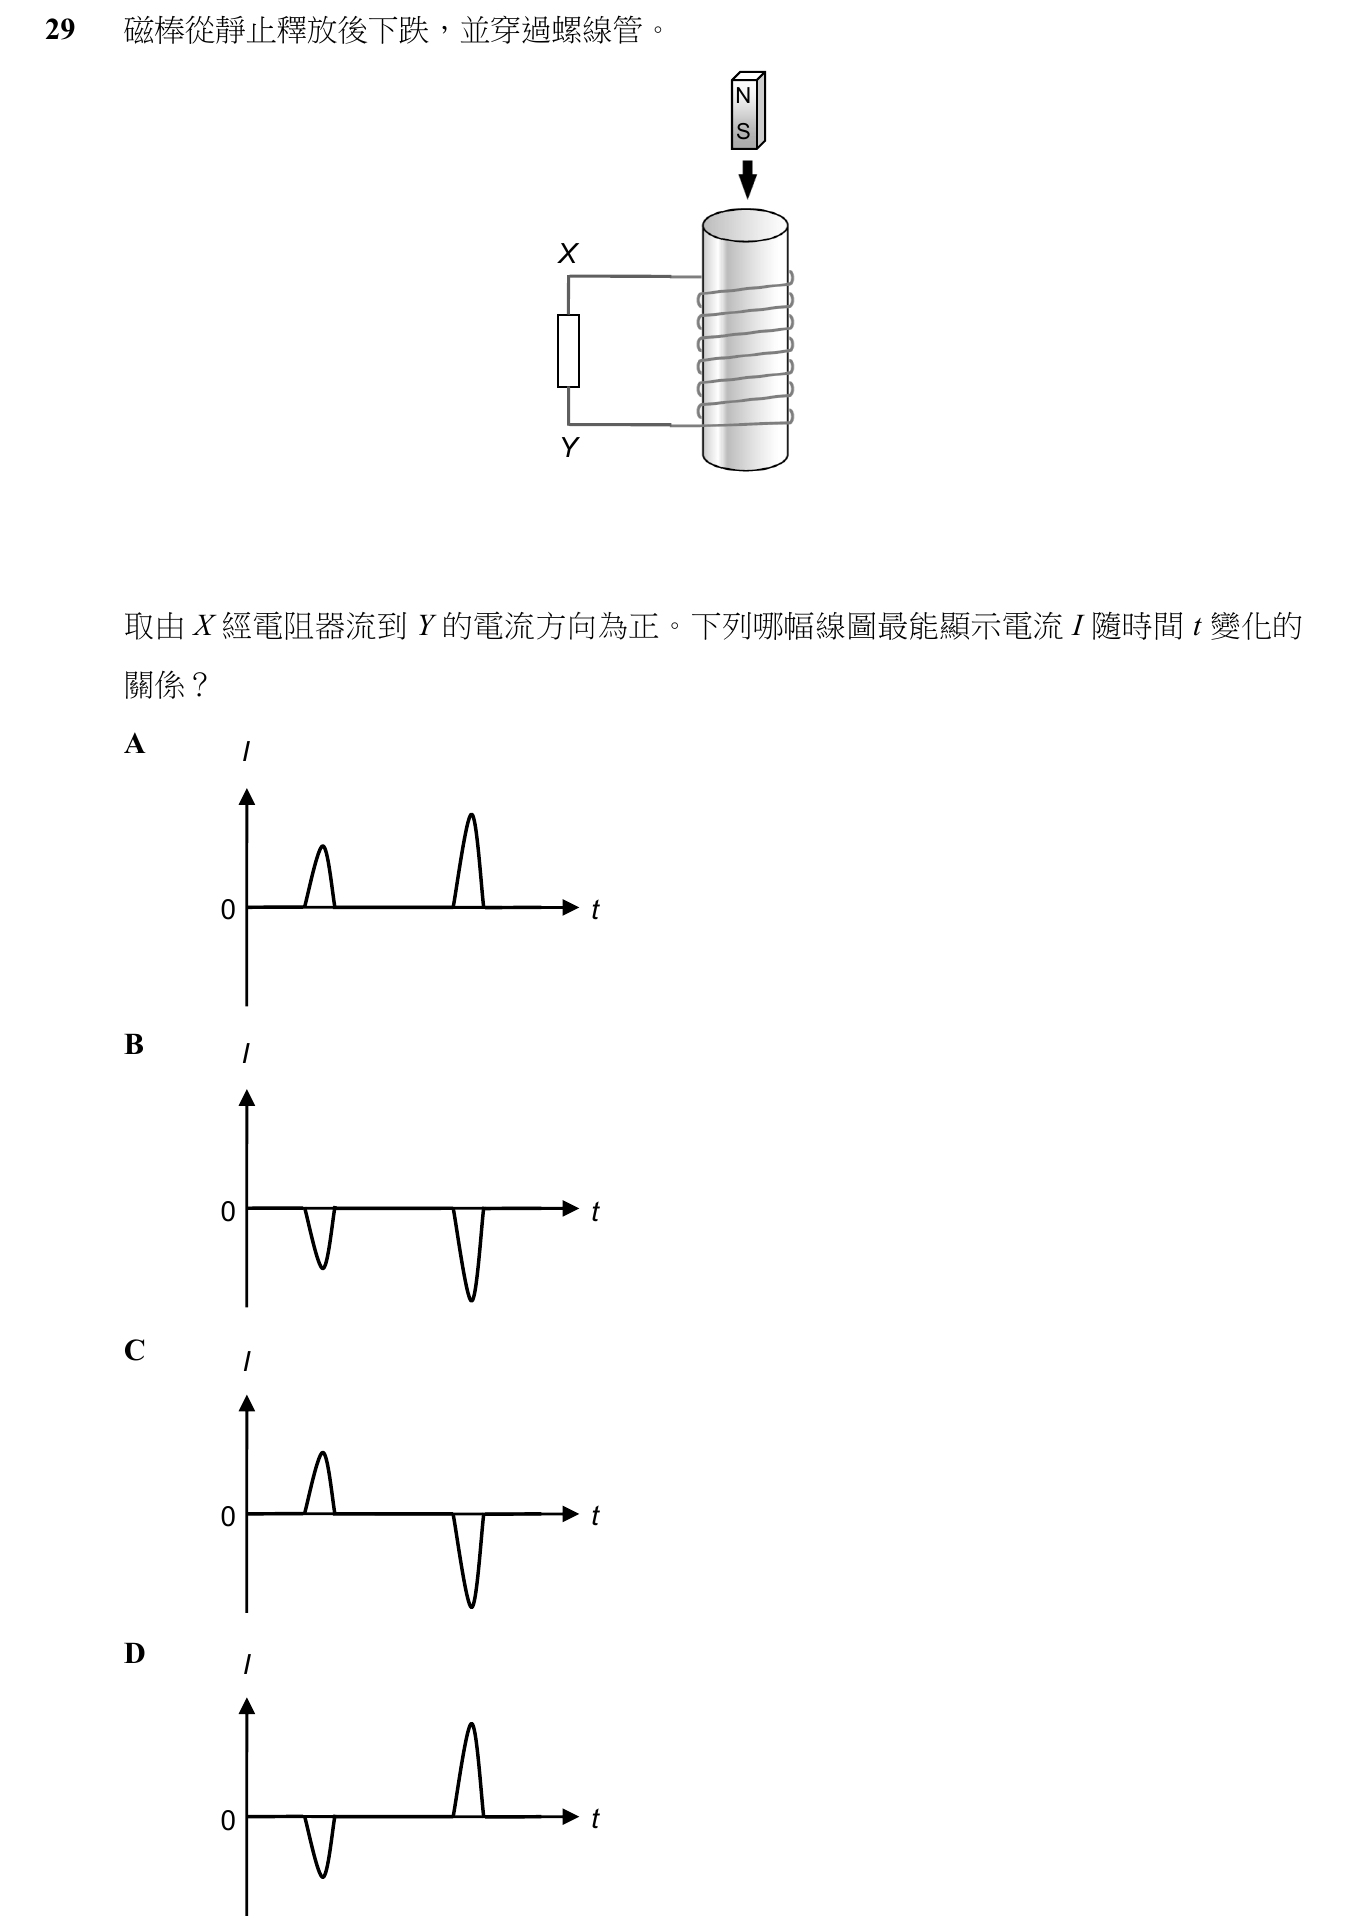 29 磁棒從靜止釋放後下跌，並穿過螺線管。
N
S
X
Y
取由 X 經電阻器流到 Y 的電流方向為正。下列哪幅線圖最能顯示電流 I 隨時間 t 變化的
關係？
A
I
0
t
B
I
0
t
C
I
0
t
D
I
0
t